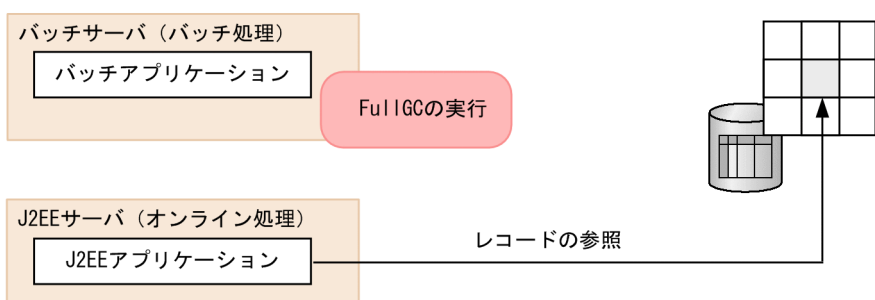 バッチサーバ（バッチ処理）
バッチアプリケーション
FullGCの実行
J2EEサーバ（オンライン処理）
J2EEアプリケーション
レコードの参照